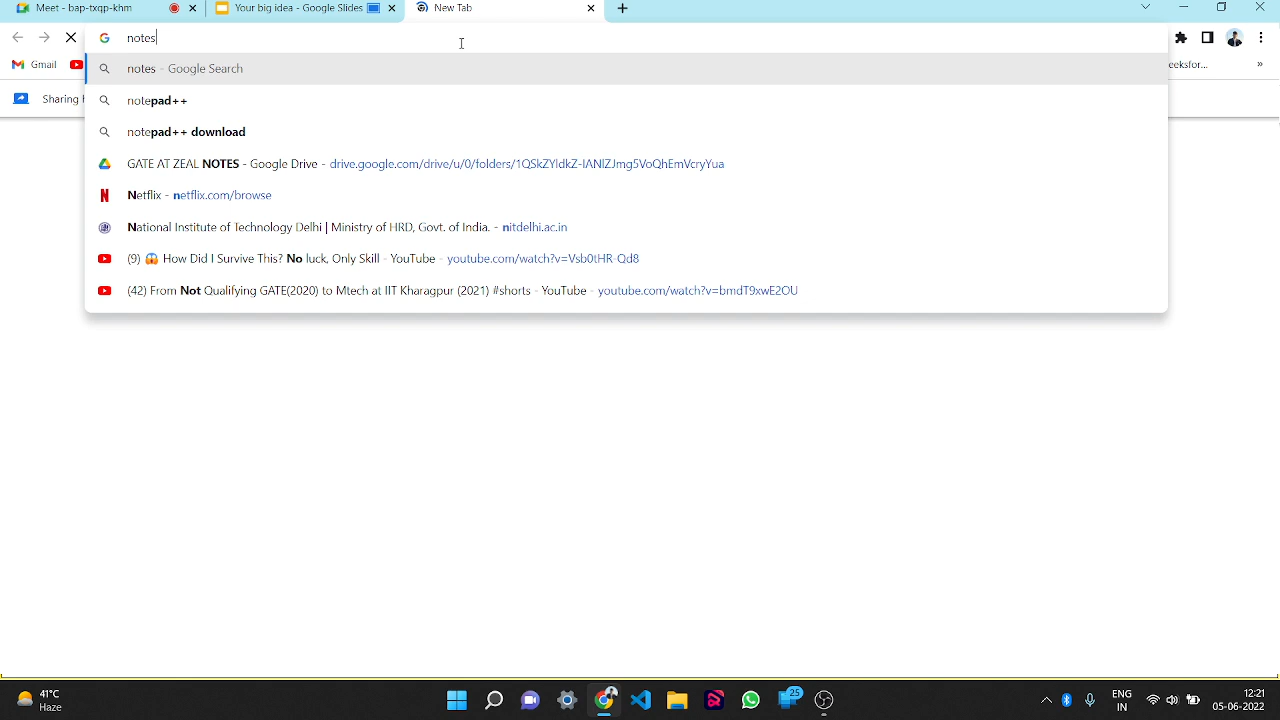 Meet - bap-txqp-khm
Your big idea - Google Slides
New Tab
notes
Gmail
eeksfor...
notes - Google Search
Sharing
notepad++
notepad++ download
GATE AT ZEAL NOTES - Google Drive - drive.google.com/drive/u/0/folders/1QSkZYldkZ-IANlZJmg5VoQhEmVcryYua
Netflix - netflix.com/browse
National Institute of Technology Delhi | Ministry of HRD, Govt. of India. - nitdelhi.ac.in
(9) 😱 How Did I Survive This? No luck, Only Skill - YouTube - youtube.com/watch?v=Vsb0tHR-Qd8
(42) From Not Qualifying GATE(2020) to Mtech at IIT Kharagpur (2021) #shorts - YouTube - youtube.com/watch?v=bmdT9xwE2OU
41°C
Haze
25
ENG
IN
12:21
05-06-2022